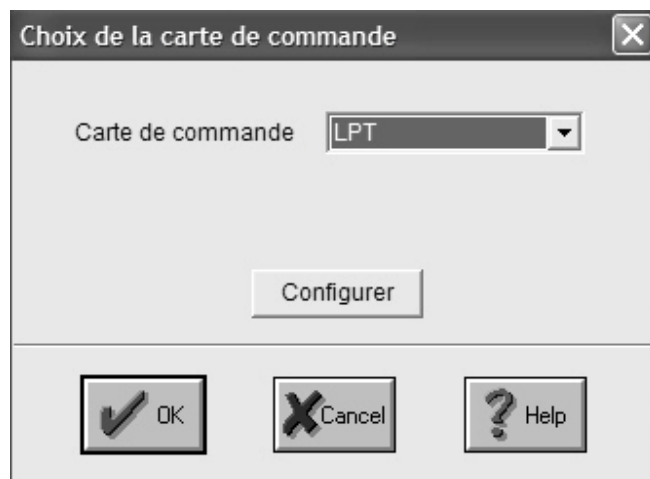 Choix de la carte de commande
Carte de commande LPT
Configurer
OK Cancel Help